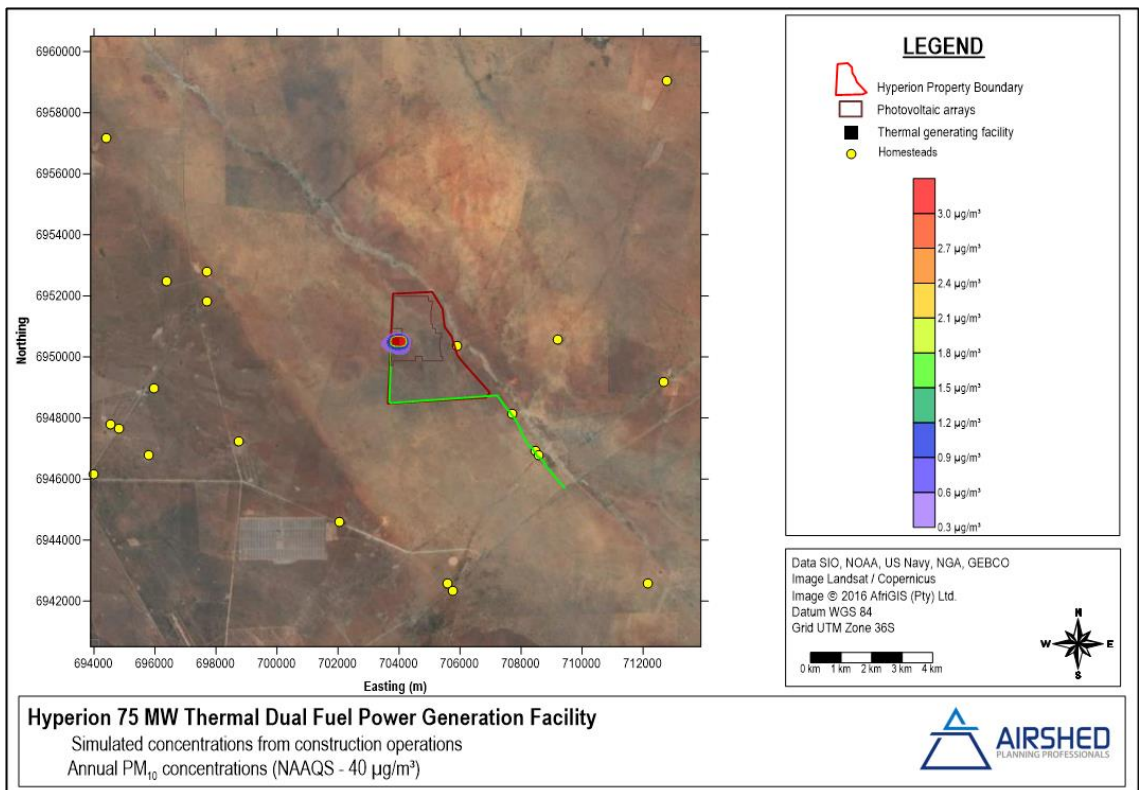 6960000
6958000
6956000
6954000
6952000
6950000
6948000
6946000
6944000
6942000
Northing
694000 696000 698000 700000 702000 704000 706000 708000 710000 712000
Easting (m)
LEGEND
Hyperion Property Boundary
Photovoltaic arrays
Thermal generating facility
Homesteads
3.0 µg/m³
2.7 µg/m³
2.4 µg/m³
2.1 µg/m³
1.8 µg/m³
1.5 µg/m³
1.2 µg/m³
0.9 µg/m³
0.6 µg/m³
0.3 µg/m³
Data SIO, NOAA, US Navy, NGA, GEBCO
Image Landsat / Copernicus
Image © 2016 AfriGIS (Pty) Ltd.
Datum WGS 84
Grid UTM Zone 36S
0 km 1 km 2 km 3 km 4 km
N
W E
S
Hyperion 75 MW Thermal Dual Fuel Power Generation Facility
Simulated concentrations from construction operations
Annual PM₁₀ concentrations (NAAQS - 40 µg/m³)
AIRSHED
PLANNING PROFESSIONALS